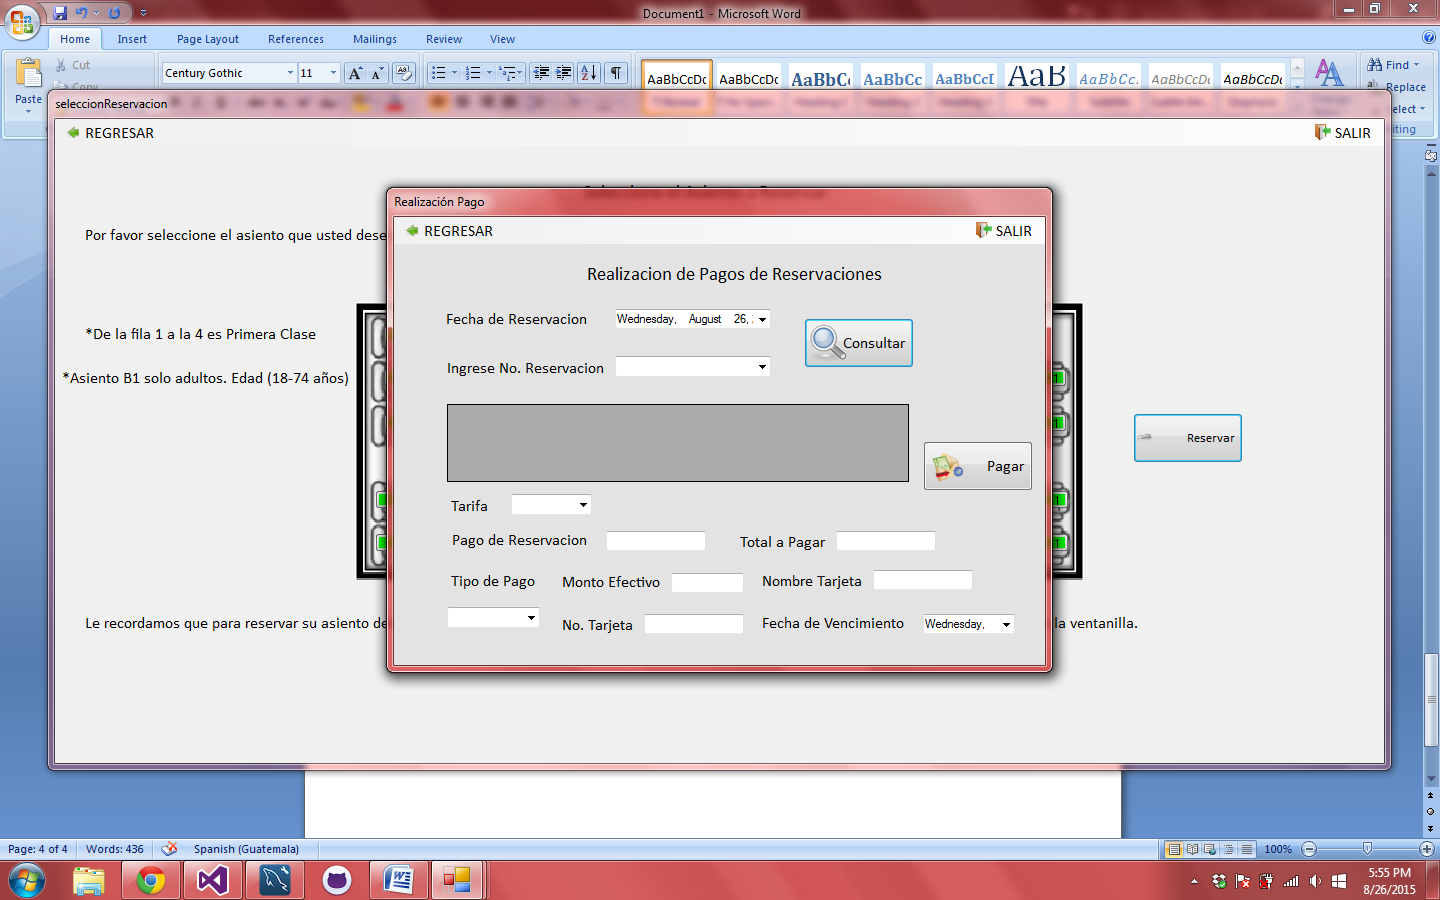 Document1 - Microsoft Word
Home Insert Page Layout References Mailings Review View
Paste
Cut
Copy
Century Gothic 11
AaBbCcDc AaBbCcDc AaBbC AaBbCc AaBbCcI AaB AaBbCc. AaBbCcDc AaBbCcDc
Find
Replace
elect
iting
seleccionReservacion
REGRESAR
SALIR
Por favor seleccione el asiento que usted dese
*De la fila 1 a la 4 es Primera Clase
*Asiento B1 solo adultos. Edad (18-74 años)
Reservar
Le recordamos que para reservar su asiento de
la ventanilla.
Realización Pago
REGRESAR
SALIR
Realizacion de Pagos de Reservaciones
Fecha de Reservacion Wednesday, August 26,
Consultar
Ingrese No. Reservacion
Pagar
Tarifa
Pago de Reservacion
Total a Pagar
Tipo de Pago
Monto Efectivo
Nombre Tarjeta
No. Tarjeta
Fecha de Vencimiento Wednesday,
Page: 4 of 4 Words: 436 Spanish (Guatemala)
100%
5:55 PM
8/26/2015